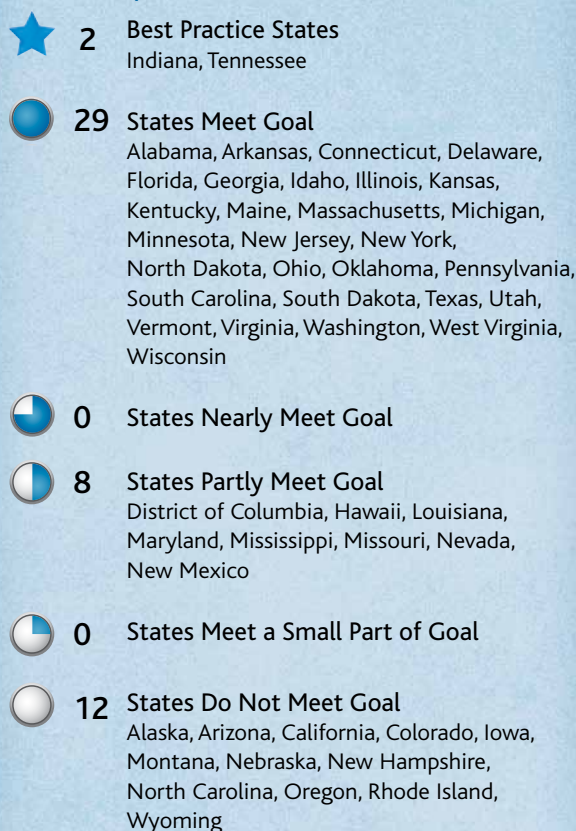 2 Best Practice States
Indiana, Tennessee
29 States Meet Goal
Alabama, Arkansas, Connecticut, Delaware,
Florida, Georgia, Idaho, Illinois, Kansas,
Kentucky, Maine, Massachusetts, Michigan,
Minnesota, New Jersey, New York,
North Dakota, Ohio, Oklahoma, Pennsylvania,
South Carolina, South Dakota, Texas, Utah,
Vermont, Virginia, Washington, West Virginia,
Wisconsin
0 States Nearly Meet Goal
8 States Partly Meet Goal
District of Columbia, Hawaii, Louisiana,
Maryland, Mississippi, Missouri, Nevada,
New Mexico
0 States Meet a Small Part of Goal
12 States Do Not Meet Goal
Alaska, Arizona, California, Colorado, Iowa,
Montana, Nebraska, New Hampshire,
North Carolina, Oregon, Rhode Island,
Wyoming